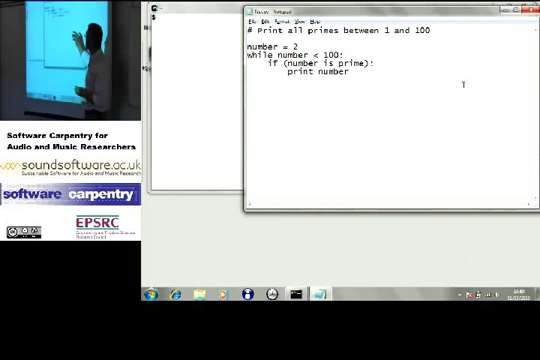 # Print all primes between 1 and 100
number = 2
while number < 100:
if (number is prime):
print number
$
Software Carpentry for
Audio and Music Researchers
soundsoftware.ac.uk
software carpentry
EPSRC